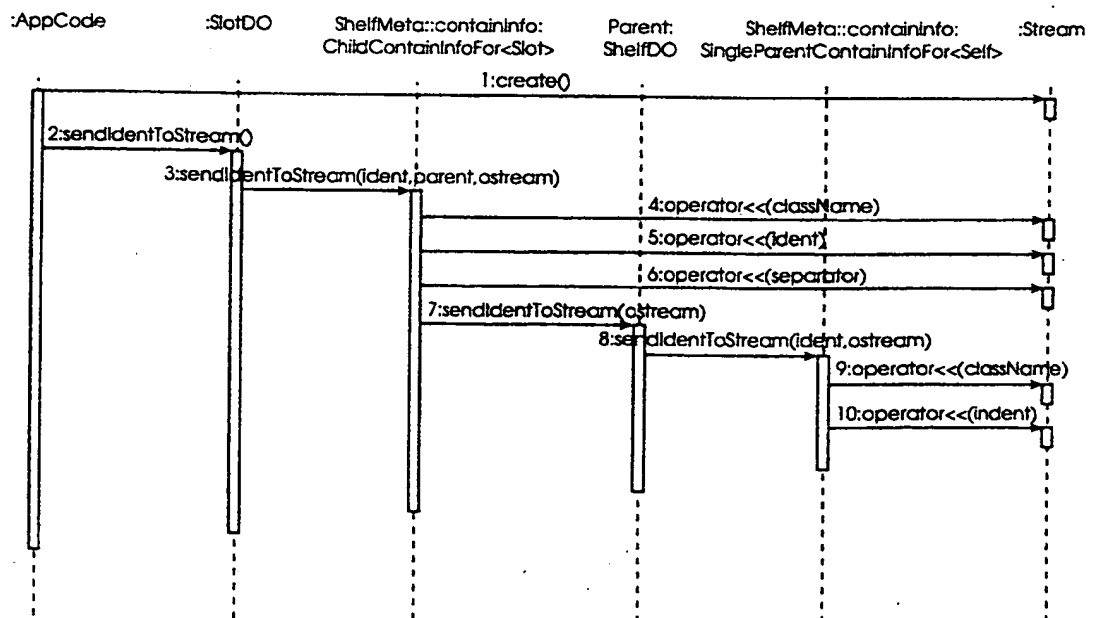 :AppCode
:SlotDO
ShelfMeta::containInfo:
ChildContainInfoFor<Slot>
Parent:
ShelfDO
ShelfMeta::containInfo:
SingleParentContainInfoFor<Self>
:Stream
1:create()
2:sendIdentToStream()
3:sendIdentToStream(ident,parent,ostream)
4:operator<<(className)
5:operator<<(ident)
6:operator<<(separator)
7:sendIdentToStream(ostream)
8:sendIdentToStream(ident,ostream)
9:operator<<(className)
10:operator<<(indent)